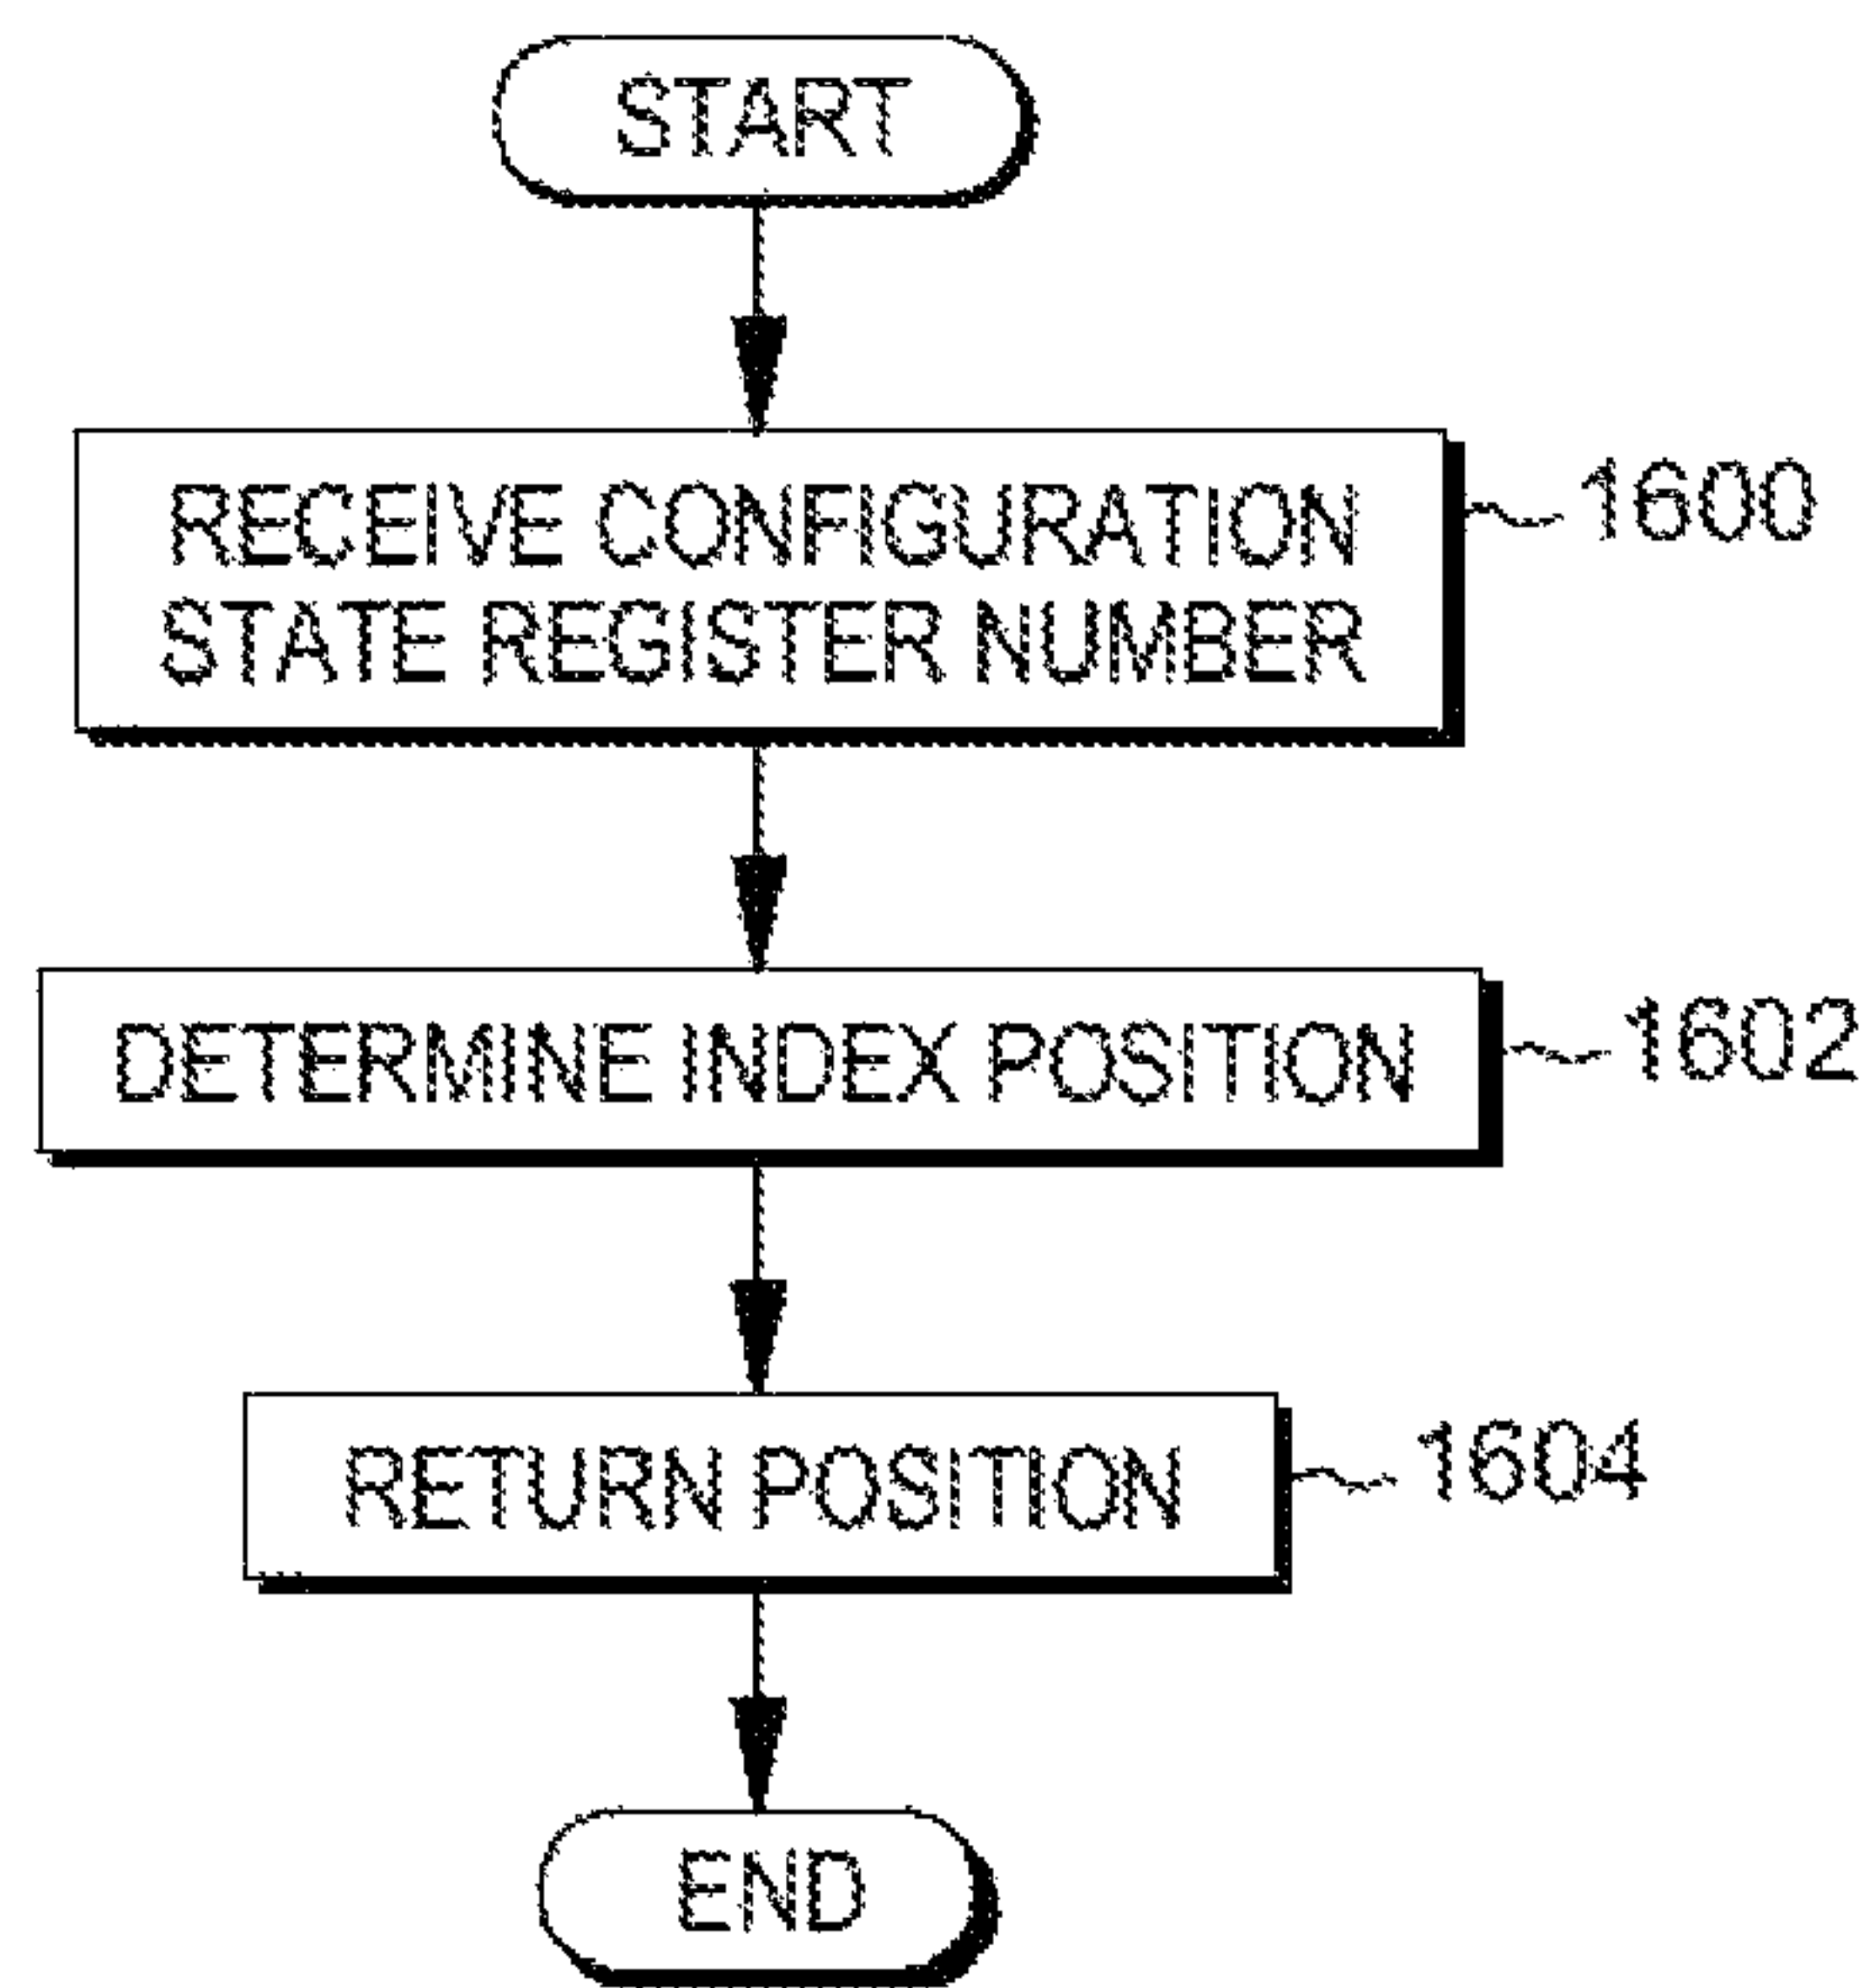 START
RECEIVE CONFIGURATION
STATE REGISTER NUMBER
1600
DETERMINE INDEX POSITION
1602
RETURN POSITION
1604
END